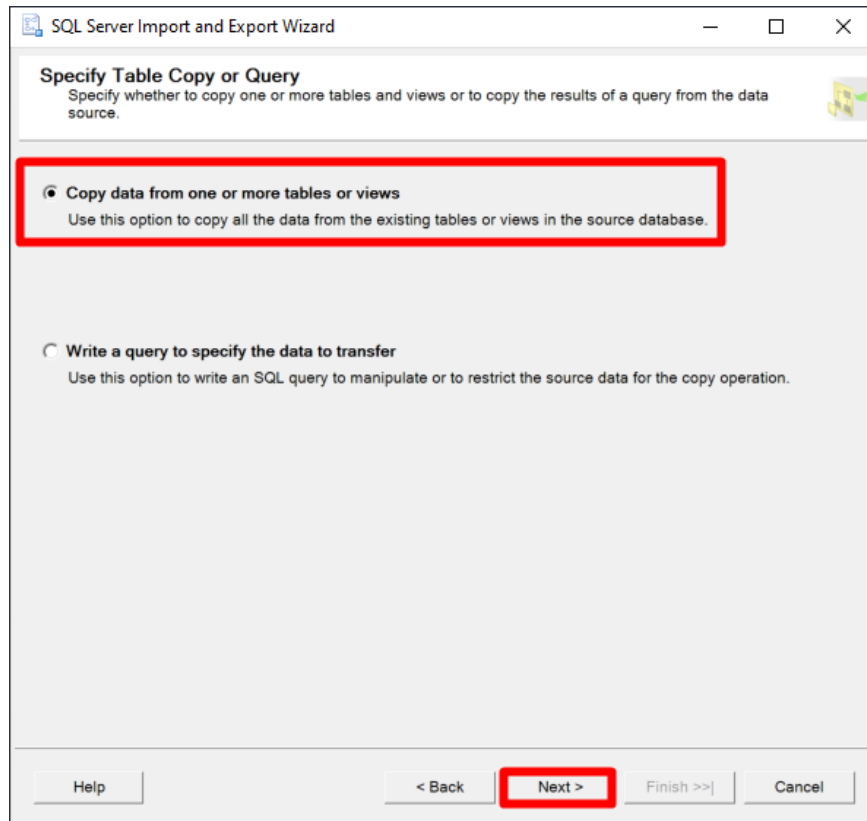 SQL Server Import and Export Wizard
Specify Table Copy or Query
Specify whether to copy one or more tables and views or to copy the results of a query from the data
source.
Copy data from one or more tables or views
Use this option to copy all the data from the existing tables or views in the source database.
Write a query to specify the data to transfer
Use this option to write an SQL query to manipulate or to restrict the source data for the copy operation.
Help < Back Next > Finish >>| Cancel